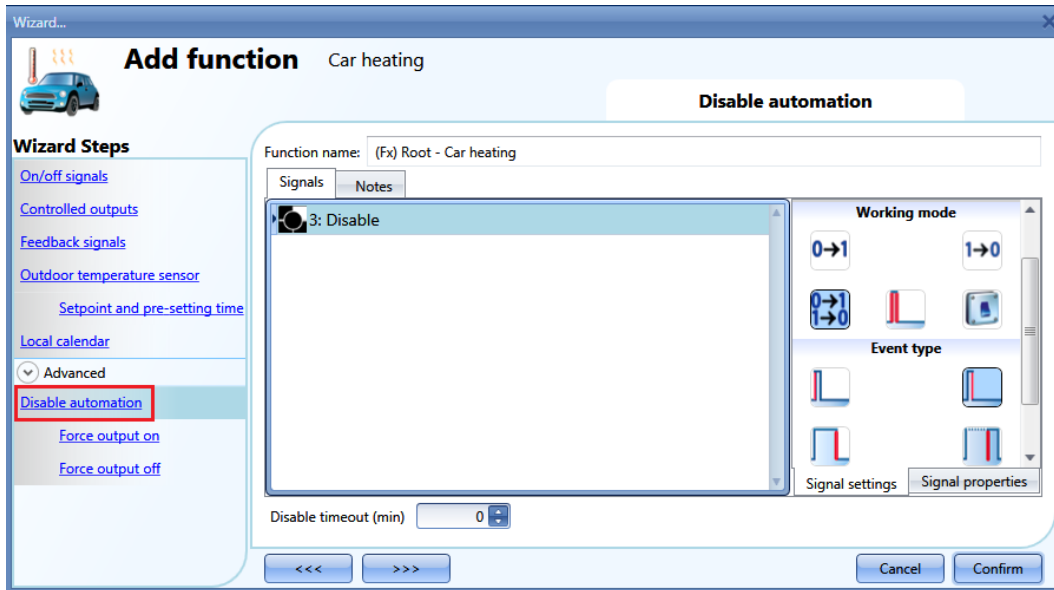 Wizard...
Add function Car heating
Disable automation
Wizard Steps
On/off signals
Controlled outputs
Feedback signals
Outdoor temperature sensor
Setpoint and pre-setting time
Local calendar
Advanced
Disable automation
Force output on
Force output off
Function name: (Fx) Root - Car heating
Signals Notes
3: Disable
Working mode
0→1 1→0
0→1
1→0
Event type
Signal settings Signal properties
Disable timeout (min) 0
<<< >>> Cancel Confirm